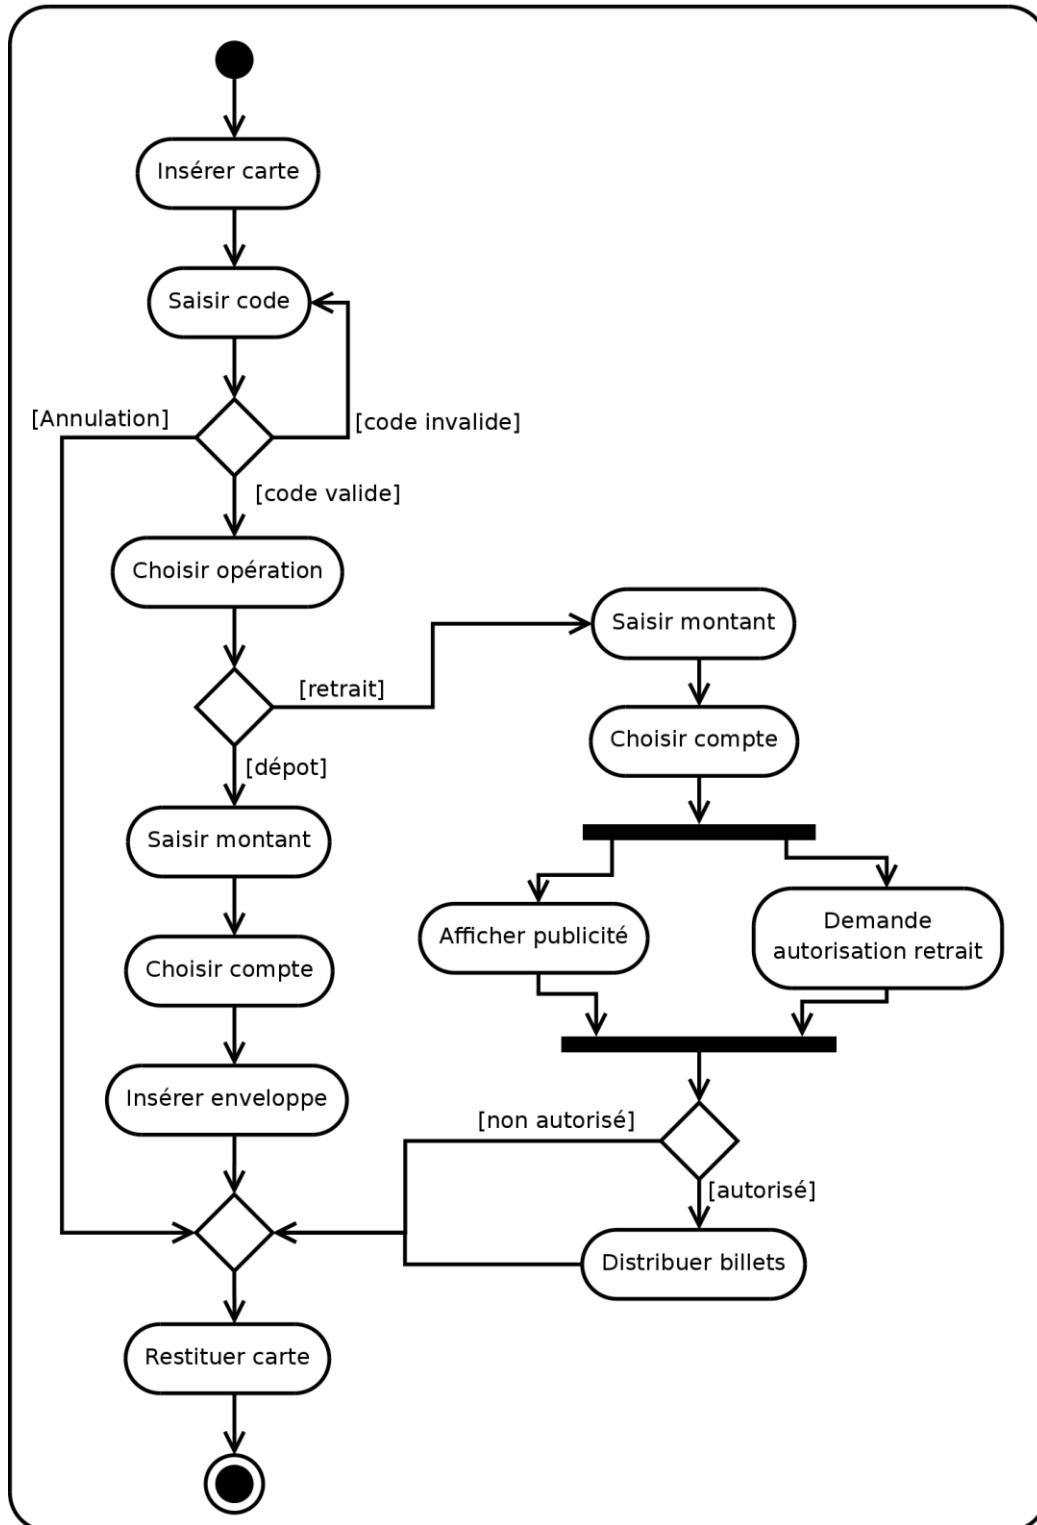 Insérer carte
Saisir code
[Annulation]
[code invalide]
[code valide]
Choisir opération
[retrait]
[dépot]
Saisir montant
Choisir compte
Insérer enveloppe
Saisir montant
Choisir compte
Afficher publicité
Demande
autorisation retrait
[non autorisé]
[autorisé]
Distribuer billets
Restituer carte